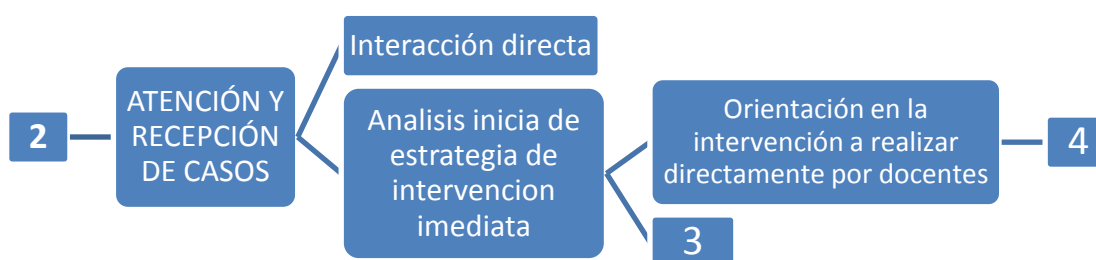 2
ATENCIÓN Y
RECEPCIÓN
DE CASOS
Interacción directa
Analisis inicia de
estrategia de
intervencion
imediata
Orientación en la
intervención a realizar
directamente por docentes
4
3